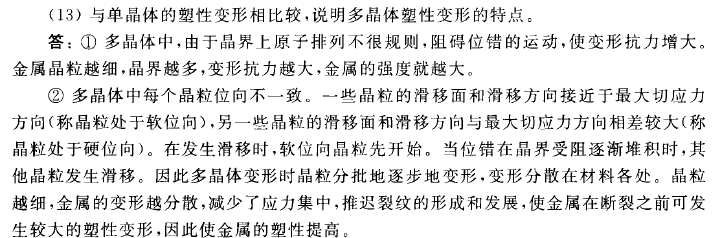 (13) 与单晶体的塑性变形相比较,说明多晶体塑性变形的特点。
答:① 多晶体中,由于晶界上原子排列不很规则,阻碍位错的运动,使变形抗力增大。
金属晶粒越细,晶界越多,变形抗力越大,金属的强度就越大。
② 多晶体中每个晶粒位向不一致。一些晶粒的滑移面和滑移方向接近于最大切应力
方向(称晶粒处于软位向),另一些晶粒的滑移面和滑移方向与最大切应力方向相差较大(称
晶粒处于硬位向)。在发生滑移时,软位向晶粒先开始。当位错在晶界受阻逐渐堆积时,其
他晶粒发生滑移。因此多晶体变形时晶粒分批地逐步地变形,变形分散在材料各处。晶粒
越细,金属的变形越分散,减少了应力集中,推迟裂纹的形成和发展,使金属在断裂之前可发
生较大的塑性变形,因此使金属的塑性提高。